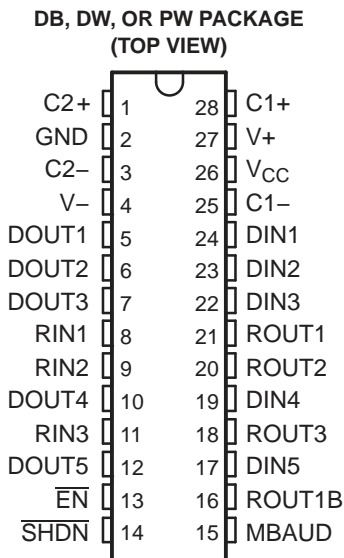 DB, DW, OR PW PACKAGE
(TOP VIEW)
C2+ 1 28 C1+
GND 2 27 V+
C2− 3 26 VCC
V− 4 25 C1−
DOUT1 5 24 DIN1
DOUT2 6 23 DIN2
DOUT3 7 22 DIN3
RIN1 8 21 ROUT1
RIN2 9 20 ROUT2
DOUT4 10 19 DIN4
RIN3 11 18 ROUT3
DOUT5 12 17 DIN5
E̅N̅ 13 16 ROUT1B
S̅H̅D̅N̅ 14 15 MBAUD